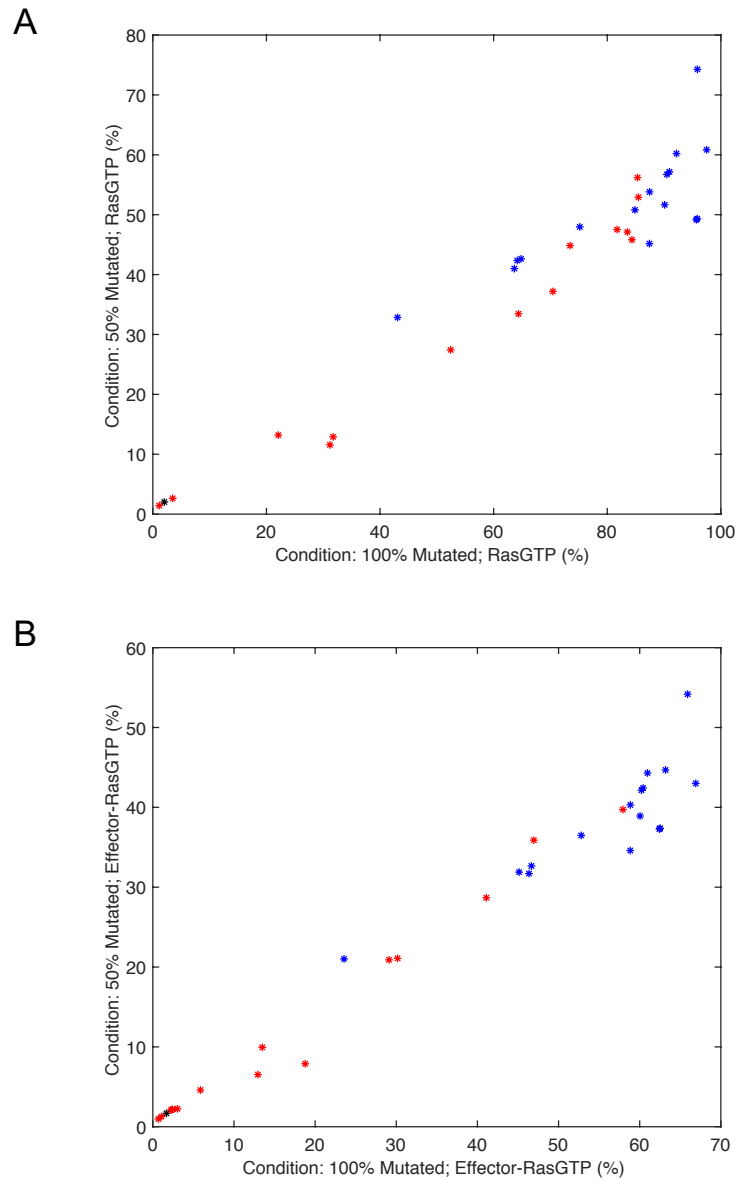 A
80
70
60
50
40
30
20
10
0
Condition: 50% Mutated; RasGTP (%)
0 20 40 60 80 100
Condition: 100% Mutated; RasGTP (%)
B
60
50
40
30
20
10
0
Condition: 50% Mutated; Effector-RasGTP (%)
0 10 20 30 40 50 60 70
Condition: 100% Mutated; Effector-RasGTP (%)